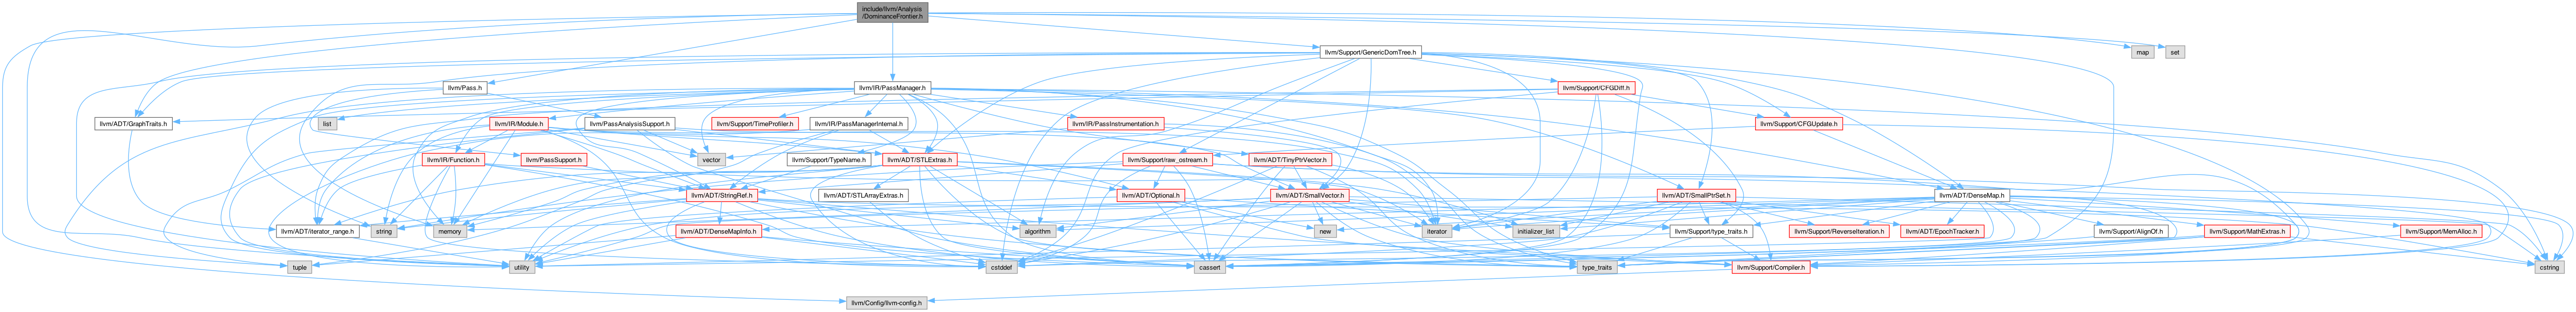 include/llvm/Analysis
/DominanceFrontier.h
llvm/Support/GenericDomTree.h
map
set
llvm/Pass.h
llvm/IR/PassManager.h
llvm/Support/CFGDiff.h
llvm/ADT/GraphTraits.h
list
llvm/IR/Module.h
llvm/PassAnalysisSupport.h
llvm/Support/TimeProfiler.h
llvm/IR/PassManagerInternal.h
llvm/IR/PassInstrumentation.h
llvm/Support/CFGUpdate.h
llvm/IR/Function.h
llvm/PassSupport.h
vector
llvm/Support/TypeName.h
llvm/ADT/STLExtras.h
llvm/Support/raw_ostream.h
llvm/ADT/TinyPtrVector.h
llvm/ADT/StringRef.h
llvm/ADT/STLArrayExtras.h
llvm/ADT/Optional.h
llvm/ADT/SmallVector.h
llvm/ADT/SmallPtrSet.h
llvm/ADT/DenseMap.h
llvm/ADT/iterator_range.h
string
memory
llvm/ADT/DenseMapInfo.h
algorithm
new
iterator
initializer_list
llvm/Support/type_traits.h
llvm/Support/ReverseIteration.h
llvm/ADT/EpochTracker.h
llvm/Support/AlignOf.h
llvm/Support/MathExtras.h
llvm/Support/MemAlloc.h
tuple
utility
cstddef
cassert
type_traits
llvm/Support/Compiler.h
cstring
llvm/Config/llvm-config.h